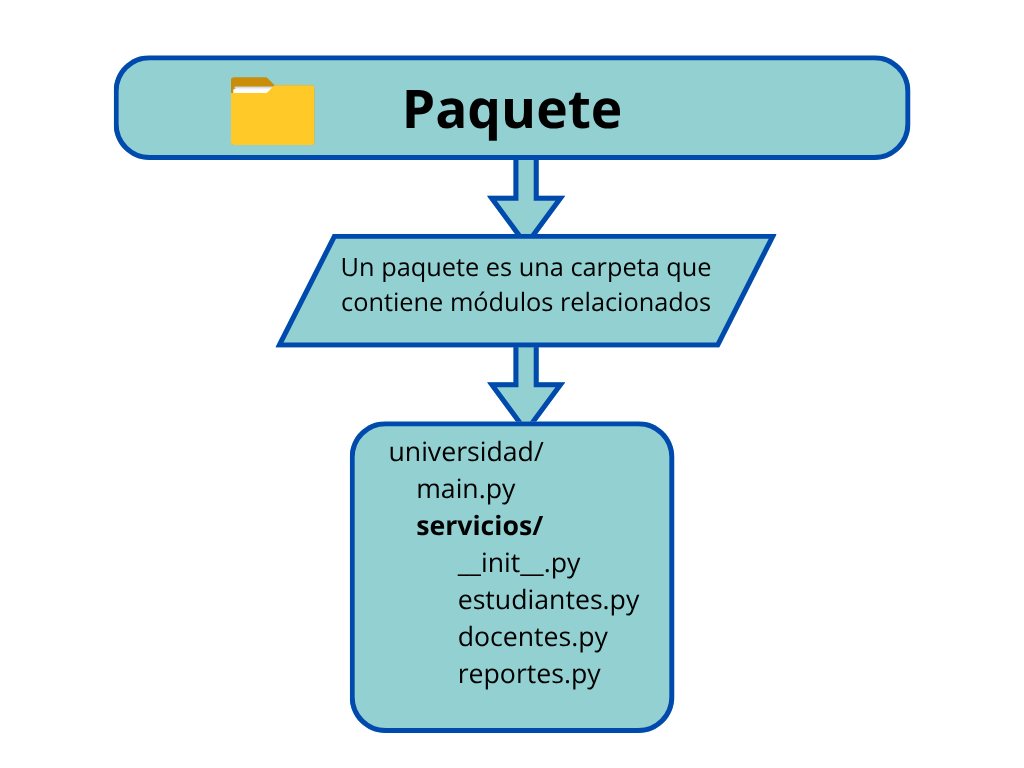 Paquete
Un paquete es una carpeta que
contiene módulos relacionados
universidad/
main.py
servicios/
__init__.py
estudiantes.py
docentes.py
reportes.py